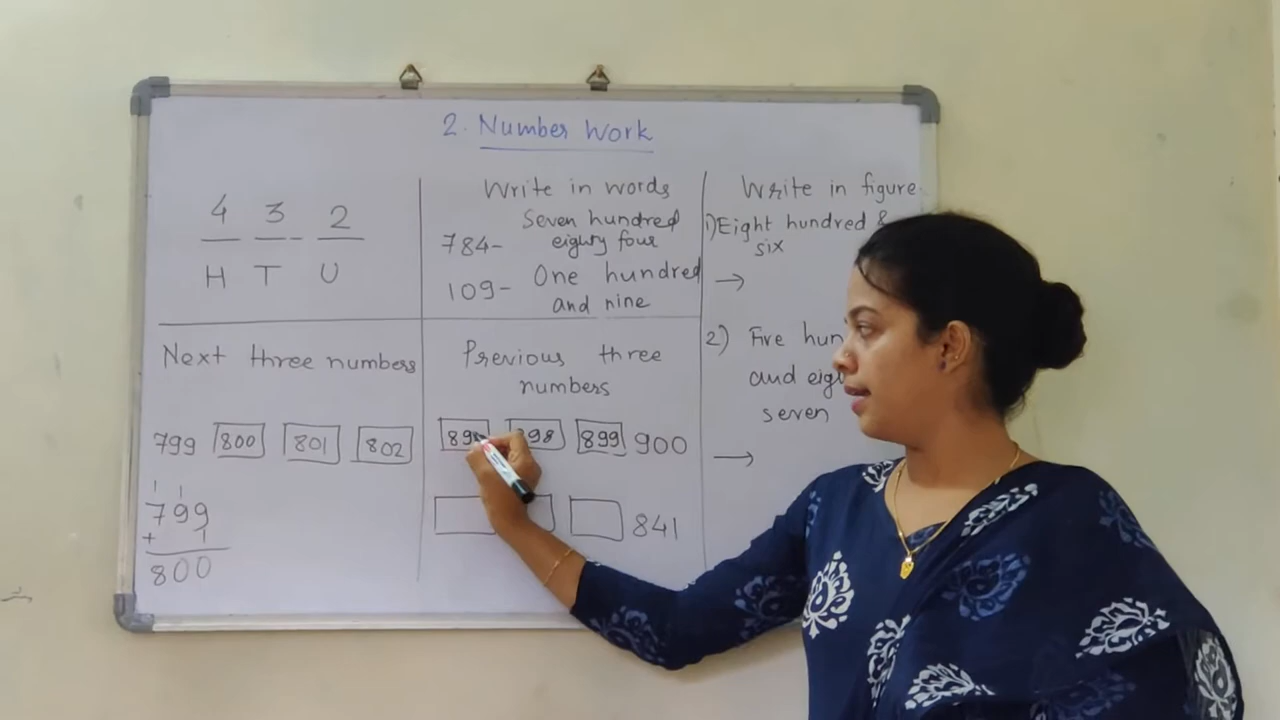 2. Number Work
4 3 2
H T U
Write in words
784- Seven hundred
eighty four
109- One hundred
and nine
Write in figure
1) Eight hundred &
six
→
2) Five hun
and eig
seven
→
Next three numbers
799 800 801 802
1 1
799
+ 1
800
Previous three
numbers
899 900
841